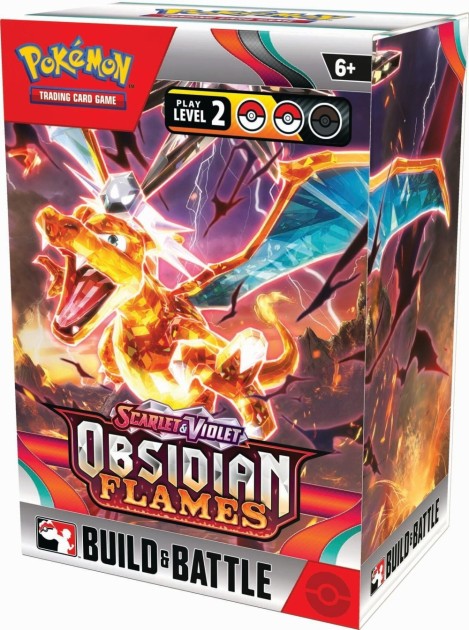 Pokémon
TRADING CARD GAME
6+
PLAY
LEVEL 2
SCARLET & VIOLET
OBSIDIAN
FLAMES
BUILD & BATTLE
BUILD & BATTLE